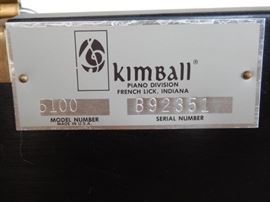 KIMBALL®
PIANO DIVISION
FRENCH LICK, INDIANA
5100 B92351
MODEL NUMBER SERIAL NUMBER
MADE IN U.S.A.